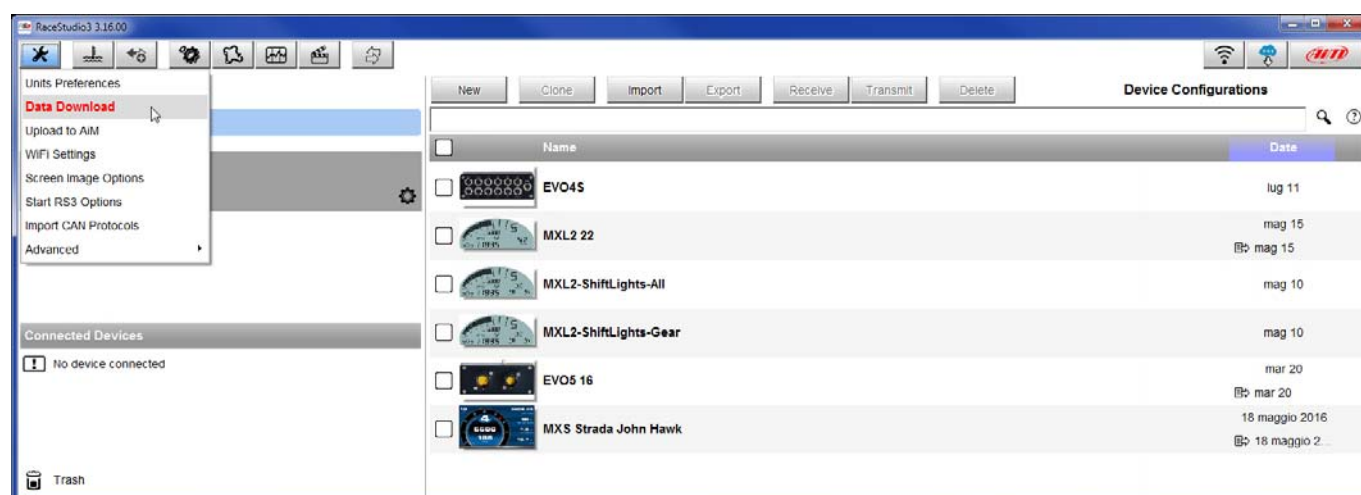 RaceStudio3 3.16.00
AiM
Units Preferences
Data Download
Upload to AiM
WiFi Settings
Screen Image Options
Start RS3 Options
Import CAN Protocols
Advanced
Connected Devices
No device connected
Trash
New Clone Import Export Receive Transmit Delete Device Configurations
Name Date
EVO4S lug 11
MXL2 22 mag 15
mag 15
MXL2-ShiftLights-All mag 10
MXL2-ShiftLights-Gear mag 10
EVO5 16 mar 20
mar 20
MXS Strada John Hawk 18 maggio 2016
18 maggio 2...